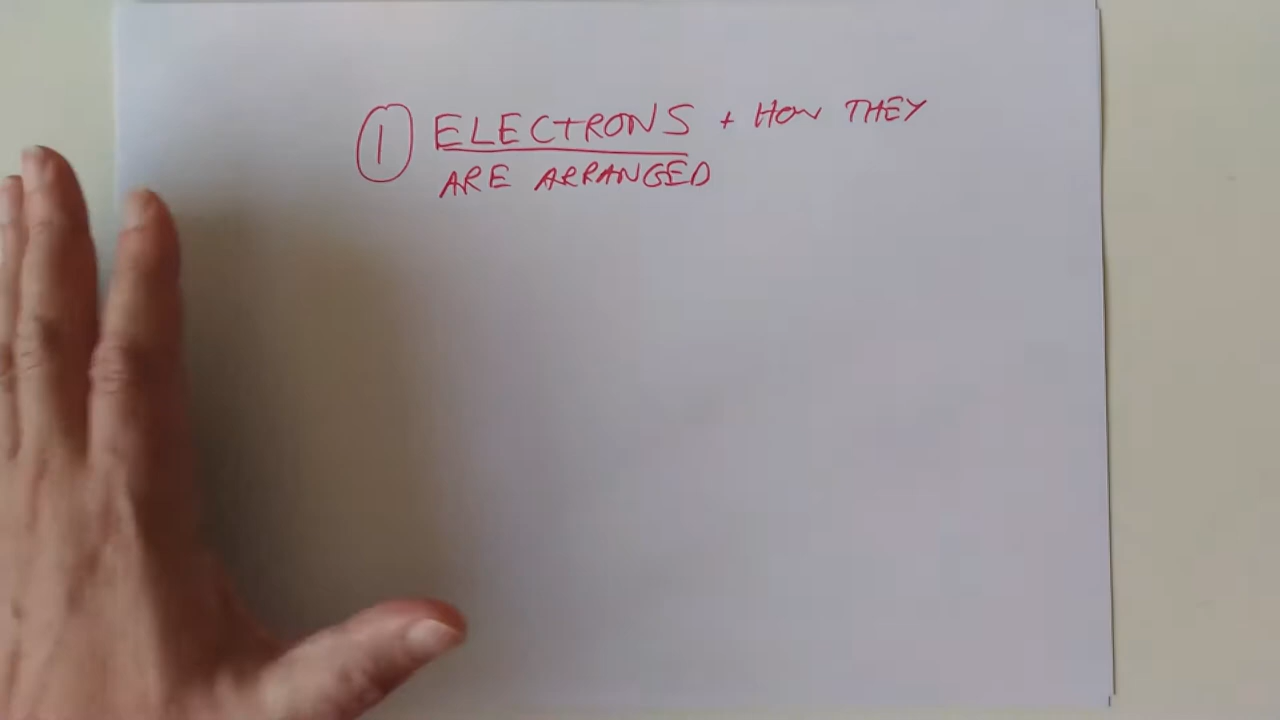 ① ELECTRONS + HOW THEY
ARE ARRANGED